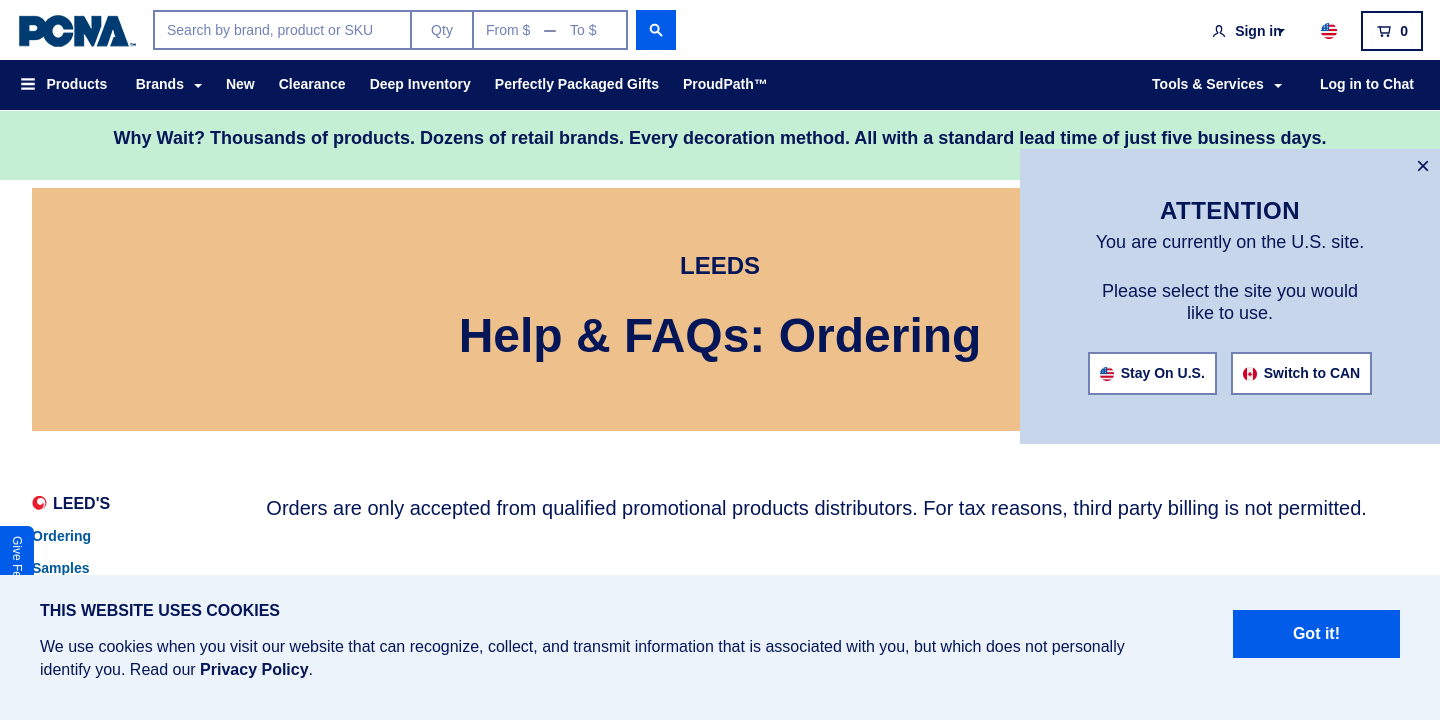 PCNA™
Search by brand, product or SKU
Qty
From $ — To $
Sign in
0
Products
Brands
New
Clearance
Deep Inventory
Perfectly Packaged Gifts
ProudPath™
Tools & Services
Log in to Chat
Why Wait? Thousands of products. Dozens of retail brands. Every decoration method. All with a standard lead time of just five business days.
×
ATTENTION
You are currently on the U.S. site.
Please select the site you would
like to use.
Stay On U.S.
Switch to CAN
LEEDS
Help & FAQs: Ordering
LEED'S
Ordering
Samples
Orders are only accepted from qualified promotional products distributors. For tax reasons, third party billing is not permitted.
Give
THIS WEBSITE USES COOKIES
We use cookies when you visit our website that can recognize, collect, and transmit information that is associated with you, but which does not personally
identify you. Read our Privacy Policy.
Got it!